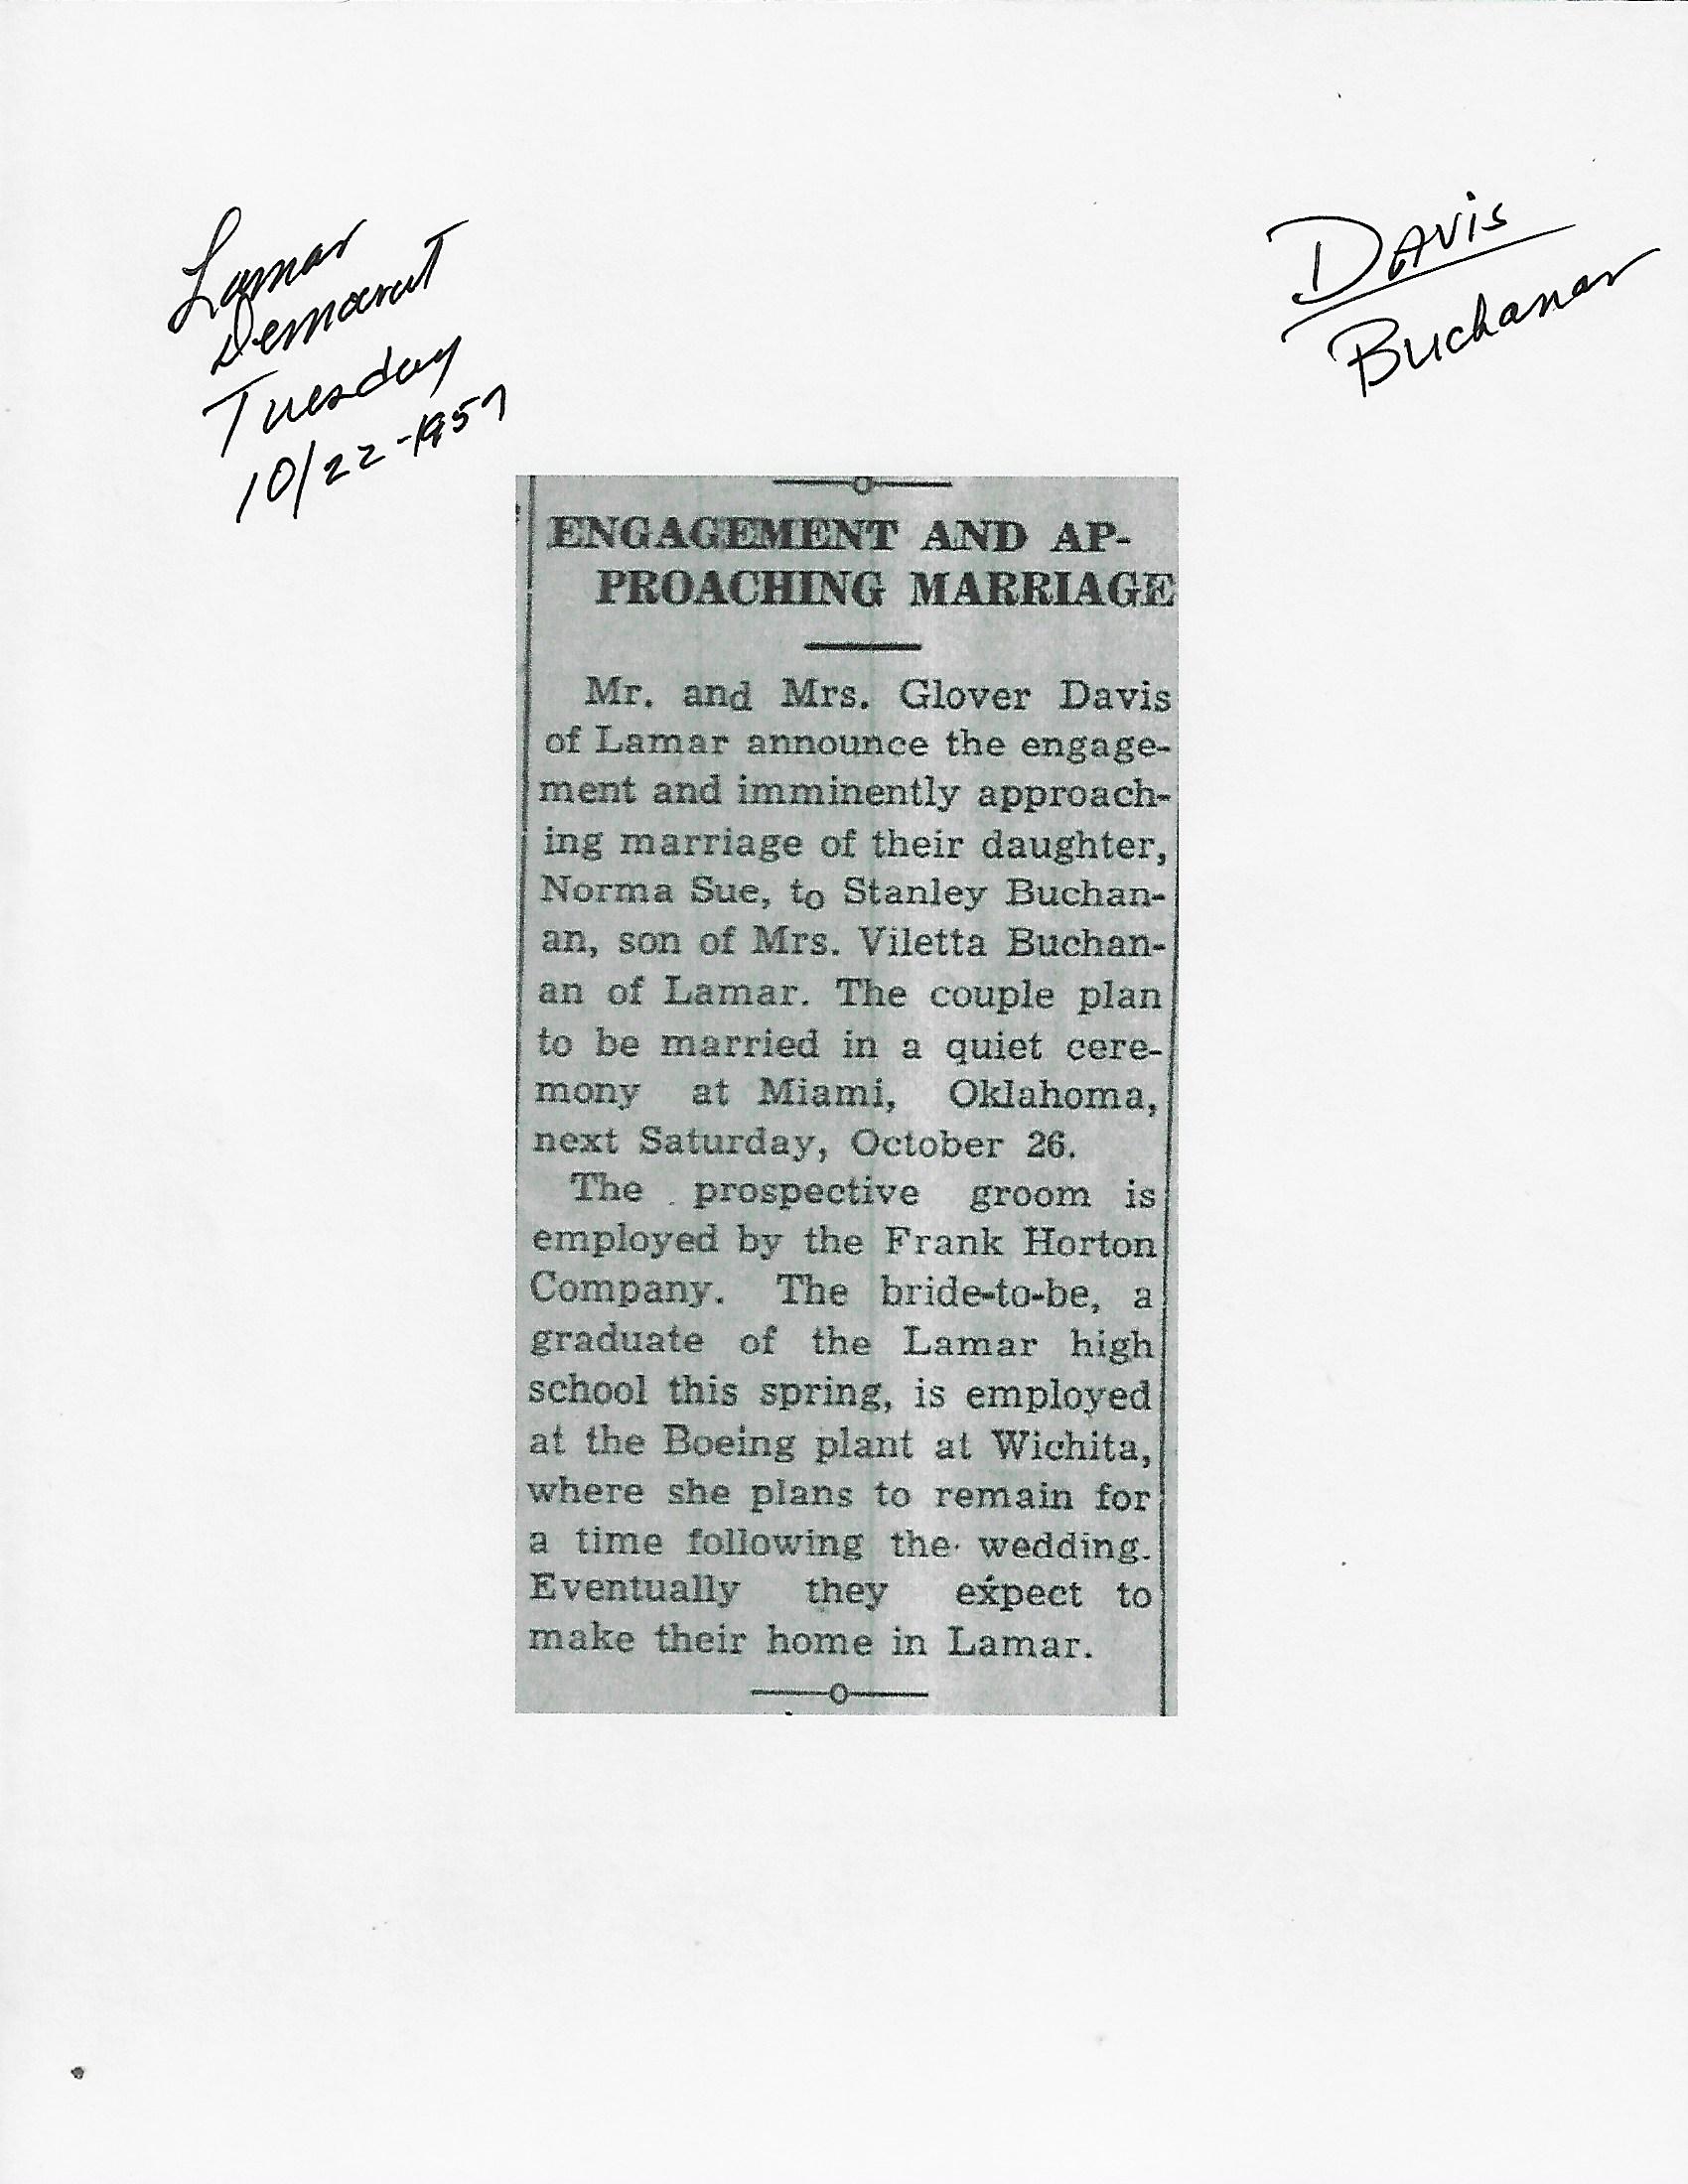 Lamar
Democrat
Tuesday
10/22-1957
DAVIS
Buchanan
—o—
ENGAGEMENT AND AP-
PROACHING MARRIAGE
Mr. and Mrs. Glover Davis
of Lamar announce the engage-
ment and imminently approach-
ing marriage of their daughter,
Norma Sue, to Stanley Buchan-
an, son of Mrs. Viletta Buchan-
an of Lamar. The couple plan
to be married in a quiet cere-
mony at Miami, Oklahoma,
next Saturday, October 26.
The prospective groom is
employed by the Frank Horton
Company. The bride-to-be, a
graduate of the Lamar high
school this spring, is employed
at the Boeing plant at Wichita,
where she plans to remain for
a time following the wedding.
Eventually they expect to
make their home in Lamar.
—o—